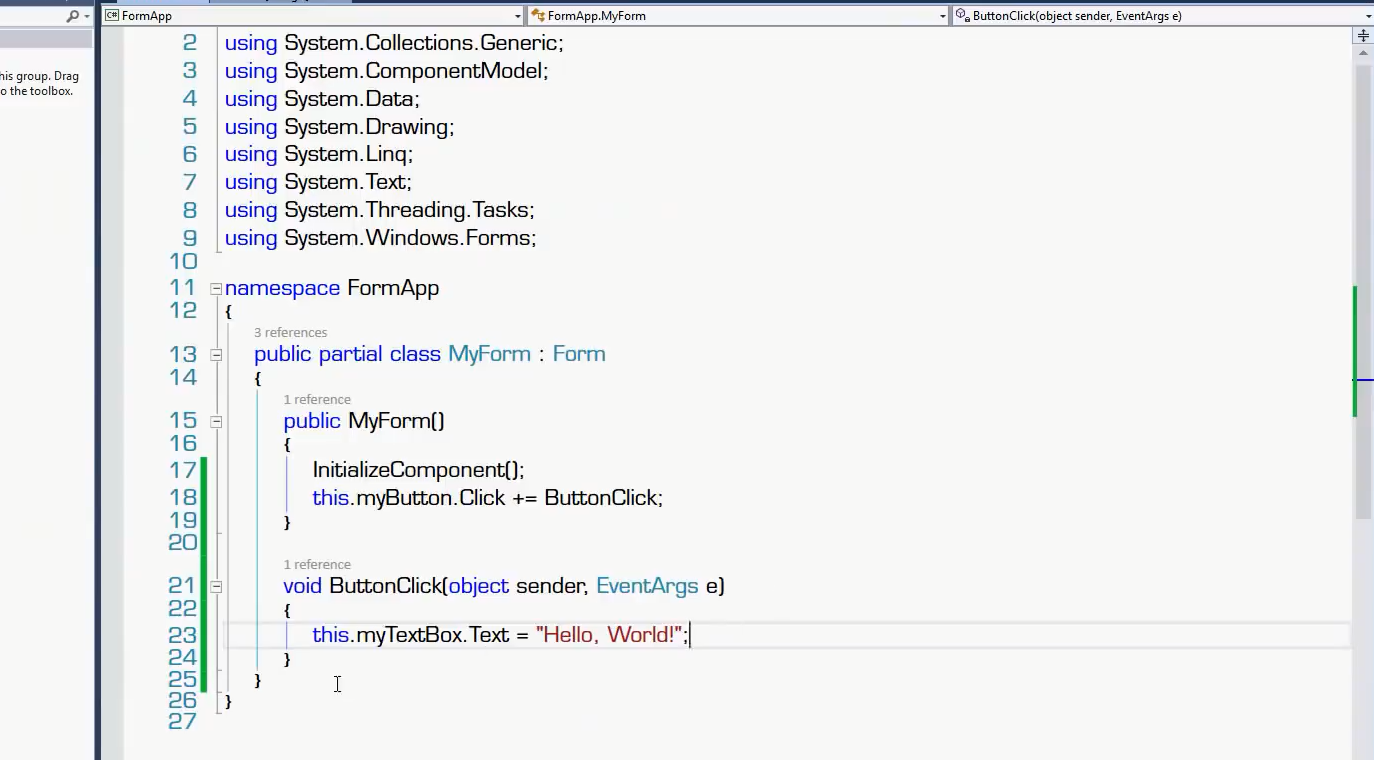 FormApp
FormApp.MyForm
ButtonClick(object sender, EventArgs e)
his group. Drag
o the toolbox.
2 using System.Collections.Generic;
3 using System.ComponentModel;
4 using System.Data;
5 using System.Drawing;
6 using System.Linq;
7 using System.Text;
8 using System.Threading.Tasks;
9 using System.Windows.Forms;
10
11 namespace FormApp
12 {
3 references
13 public partial class MyForm : Form
14 {
1 reference
15 public MyForm()
16 {
17 InitializeComponent();
18 this.myButton.Click += ButtonClick;
19 }
20
1 reference
21 void ButtonClick(object sender, EventArgs e)
22 {
23 this.myTextBox.Text = "Hello, World!";
24 }
25 }
26 }
27